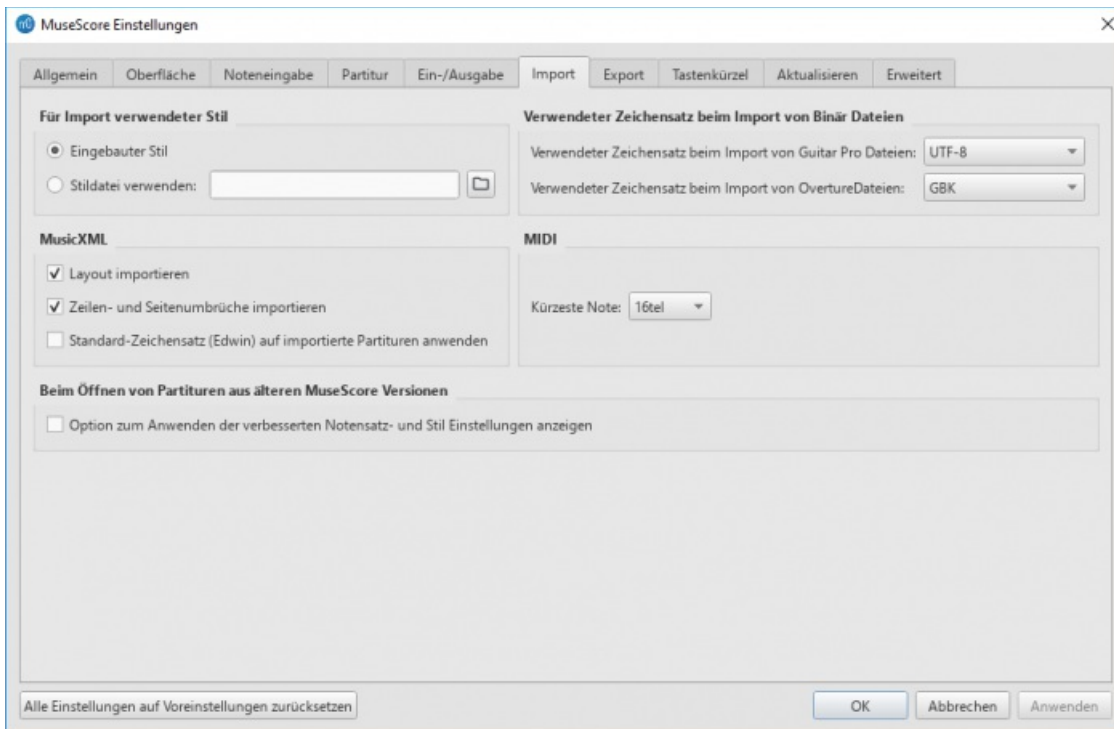 MuseScore Einstellungen
Allgemein Oberfläche Noteneingabe Partitur Ein-/Ausgabe Import Export Tastenkürzel Aktualisieren Erweitert
Für Import verwendeter Stil
Eingebauter Stil
Stildatei verwenden:
Verwendeter Zeichensatz beim Import von Binär Dateien
Verwendeter Zeichensatz beim Import von Guitar Pro Dateien: UTF-8
Verwendeter Zeichensatz beim Import von OvertureDateien: GBK
MusicXML
Layout importieren
Zeilen- und Seitenumbrüche importieren
Standard-Zeichensatz (Edwin) auf importierte Partituren anwenden
MIDI
Kürzeste Note: 16tel
Beim Öffnen von Partituren aus älteren MuseScore Versionen
Option zum Anwenden der verbesserten Notensatz- und Stil Einstellungen anzeigen
Alle Einstellungen auf Voreinstellungen zurücksetzen OK Abbrechen Anwenden